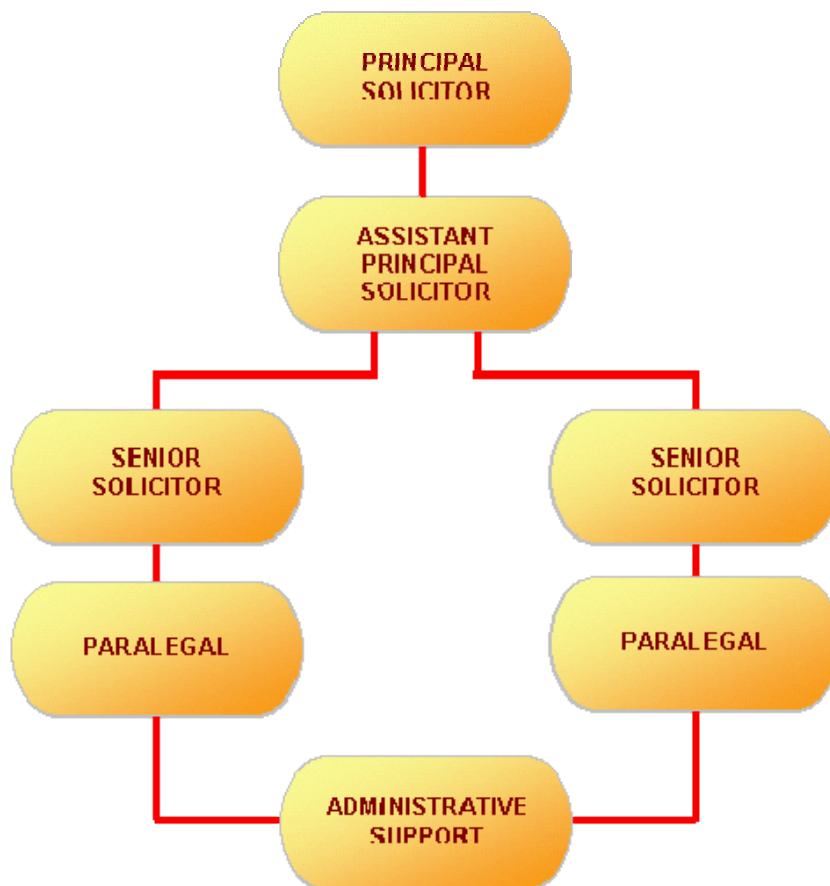 PRINCIPAL
SOLICITOR
ASSISTANT
PRINCIPAL
SOLICITOR
SENIOR
SOLICITOR
SENIOR
SOLICITOR
PARALEGAL
PARALEGAL
ADMINISTRATIVE
SUPPORT